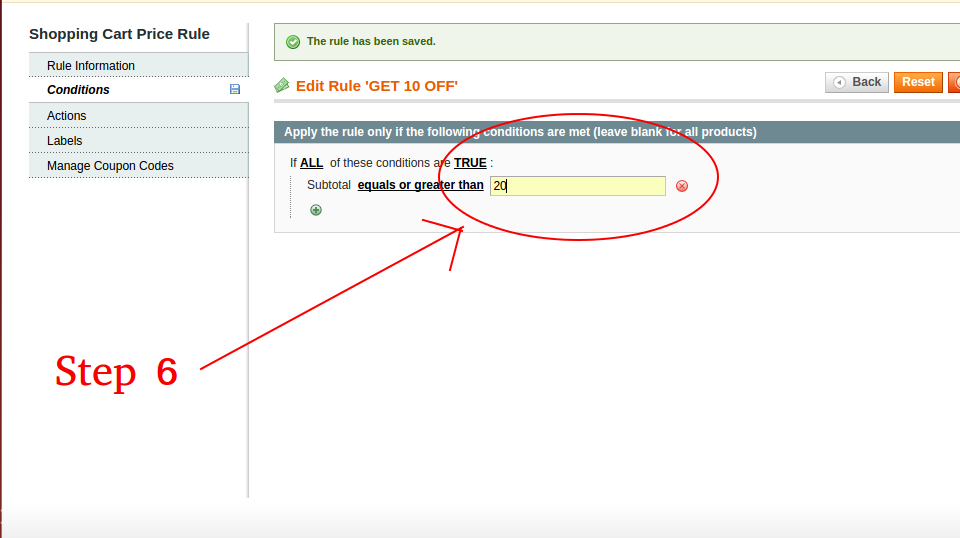 Shopping Cart Price Rule
Rule Information
Conditions
Actions
Labels
Manage Coupon Codes
The rule has been saved.
Edit Rule 'GET 10 OFF'
Back
Reset
Apply the rule only if the following conditions are met (leave blank for all products)
If ALL of these conditions are TRUE :
Subtotal equals or greater than 20
Step 6